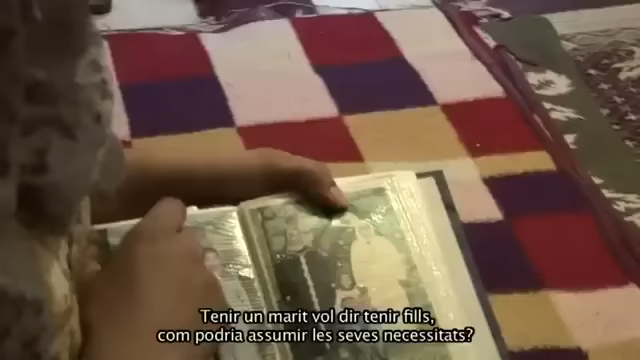 Tenir un marit vol dir tenir fills,
com podria assumir les seves necessitats?